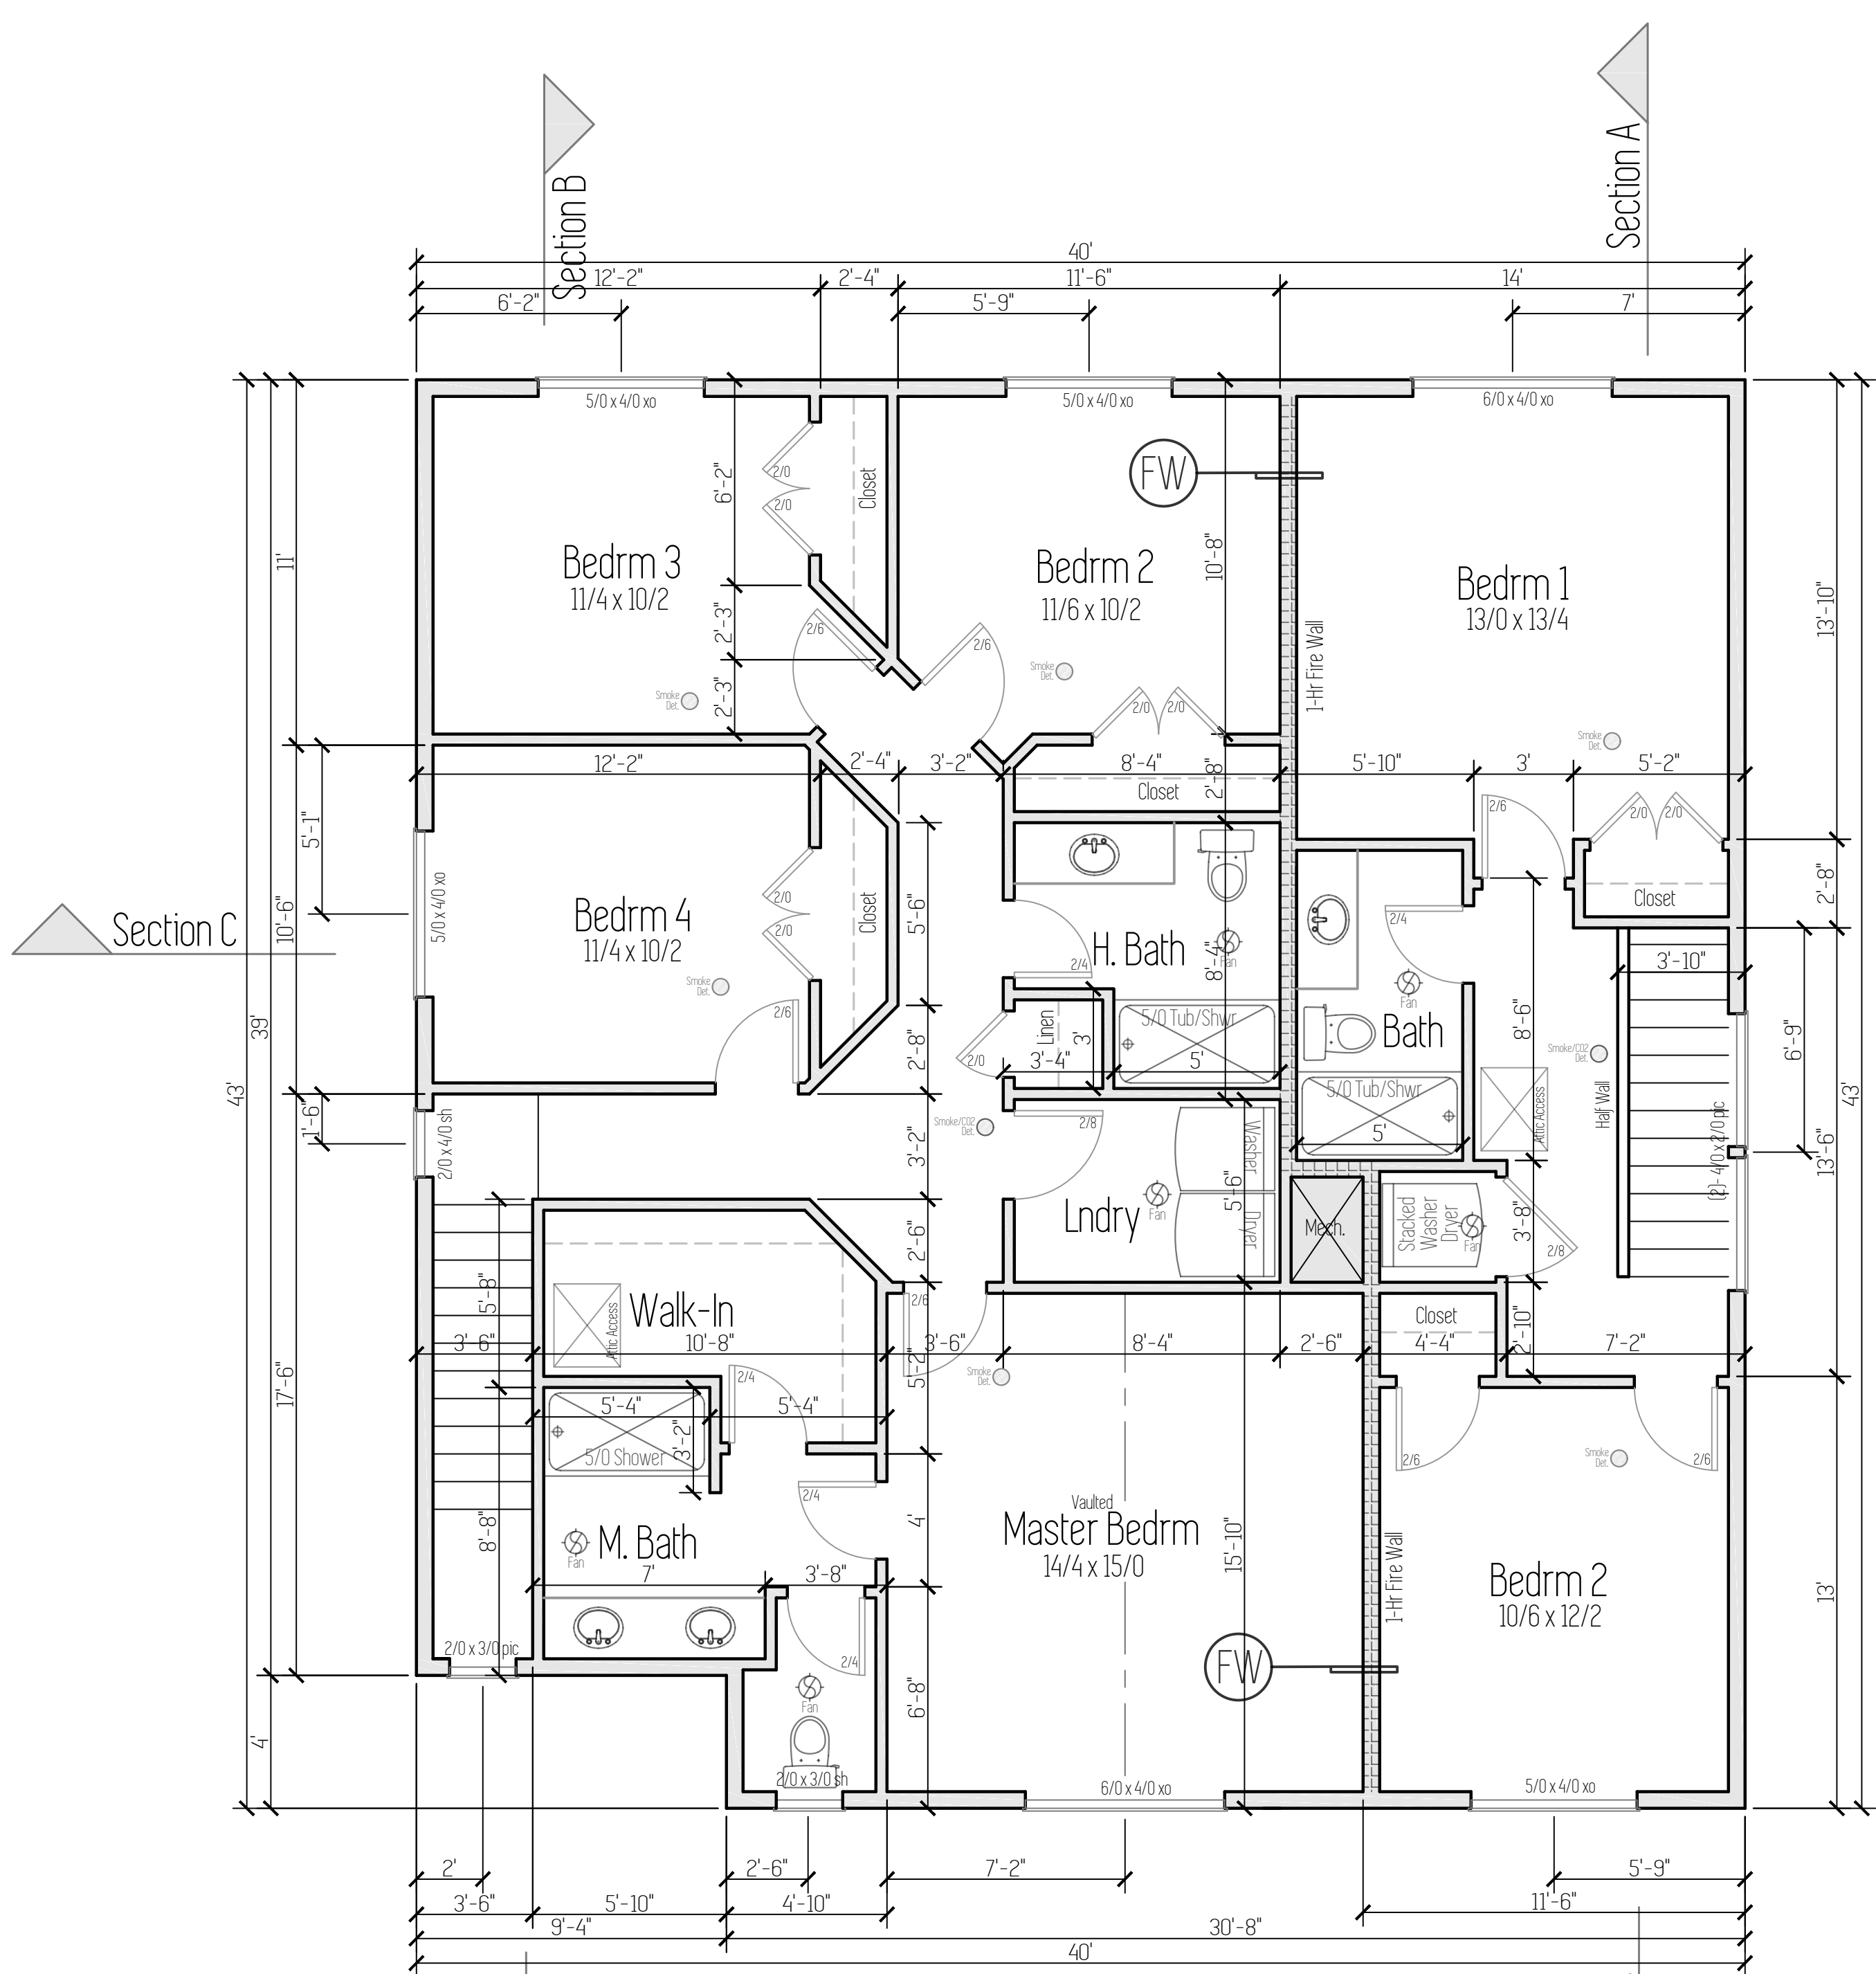 Section A
Section B
40'
12'-2"
2'-4"
11'-6"
14'
6'-2"
5'-9"
7'
5/0 x 4/0 xo
5/0 x 4/0 xo
6/0 x 4/0 xo
FW
2/0
2/0
Closet
6'-2"
11'
Bedrm 3
11/4 x 10/2
Bedrm 2
11/6 x 10/2
10'-8"
Bedrm 1
13/0 x 13/4
13'-10"
2'-3"
2/6
2/6
1-Hr Fire Wall
Smoke
Det.
Smoke
Det.
2'-3"
2/0
2/0
Smoke
Det.
12'-2"
2'-4"
3'-2"
8'-4"
2'-8"
5'-10"
3'
5'-2"
Closet
2/6
2/0
2/0
5'-1"
5/0 x 4/0 xo
Section C
10'-6"
Bedrm 4
11/4 x 10/2
2/0
2/0
Closet
5'-6"
H. Bath
8'-4"
Fan
2/4
2/4
Closet
2'-8"
3'-10"
Smoke
Det.
2/6
Fan
Bath
8'-6"
39'
43'
2/0
Linen
3'
3'-4"
5/0 Tub/Shwr
5'
2'-8"
Smoke/CO2
Det.
6'-9"
1'-6"
2/0 x 4/0 sh
Smoke/CO2
Det.
2/8
3'-2"
Washer
5/0 Tub/Shwr
5'
Attic Access
Half Wall
(2)- 4/0 x 2/0 pic
13'-6"
43'
Lndry
Fan
5'-6"
Dryer
Mech.
Stacked
Washer
Dryer
Fan
3'-8"
2/8
2'-6"
5'-8"
Walk-In
Attic Access
2/6
Closet
3'-6"
10'-8"
3'-6"
8'-4"
2'-6"
4'-4"
2'-10"
7'-2"
5'-2"
Smoke
Det.
17'-6"
2/4
5'-4"
5'-4"
3'-2"
5/0 Shower
2/6
2/6
Smoke
Det.
2/4
8'-8"
Fan
M. Bath
4'
Vaulted
Master Bedrm
14/4 x 15/0
15'-10"
1-Hr Fire Wall
Bedrm 2
10/6 x 12/2
13'
7'
3'-8"
2/0 x 3/0 pic
2/4
FW
Fan
6'-8"
4'
2/0 x 3/0 sh
6/0 x 4/0 xo
5/0 x 4/0 xo
2'
2'-6"
7'-2"
5'-9"
3'-6"
5'-10"
4'-10"
11'-6"
9'-4"
30'-8"
40'